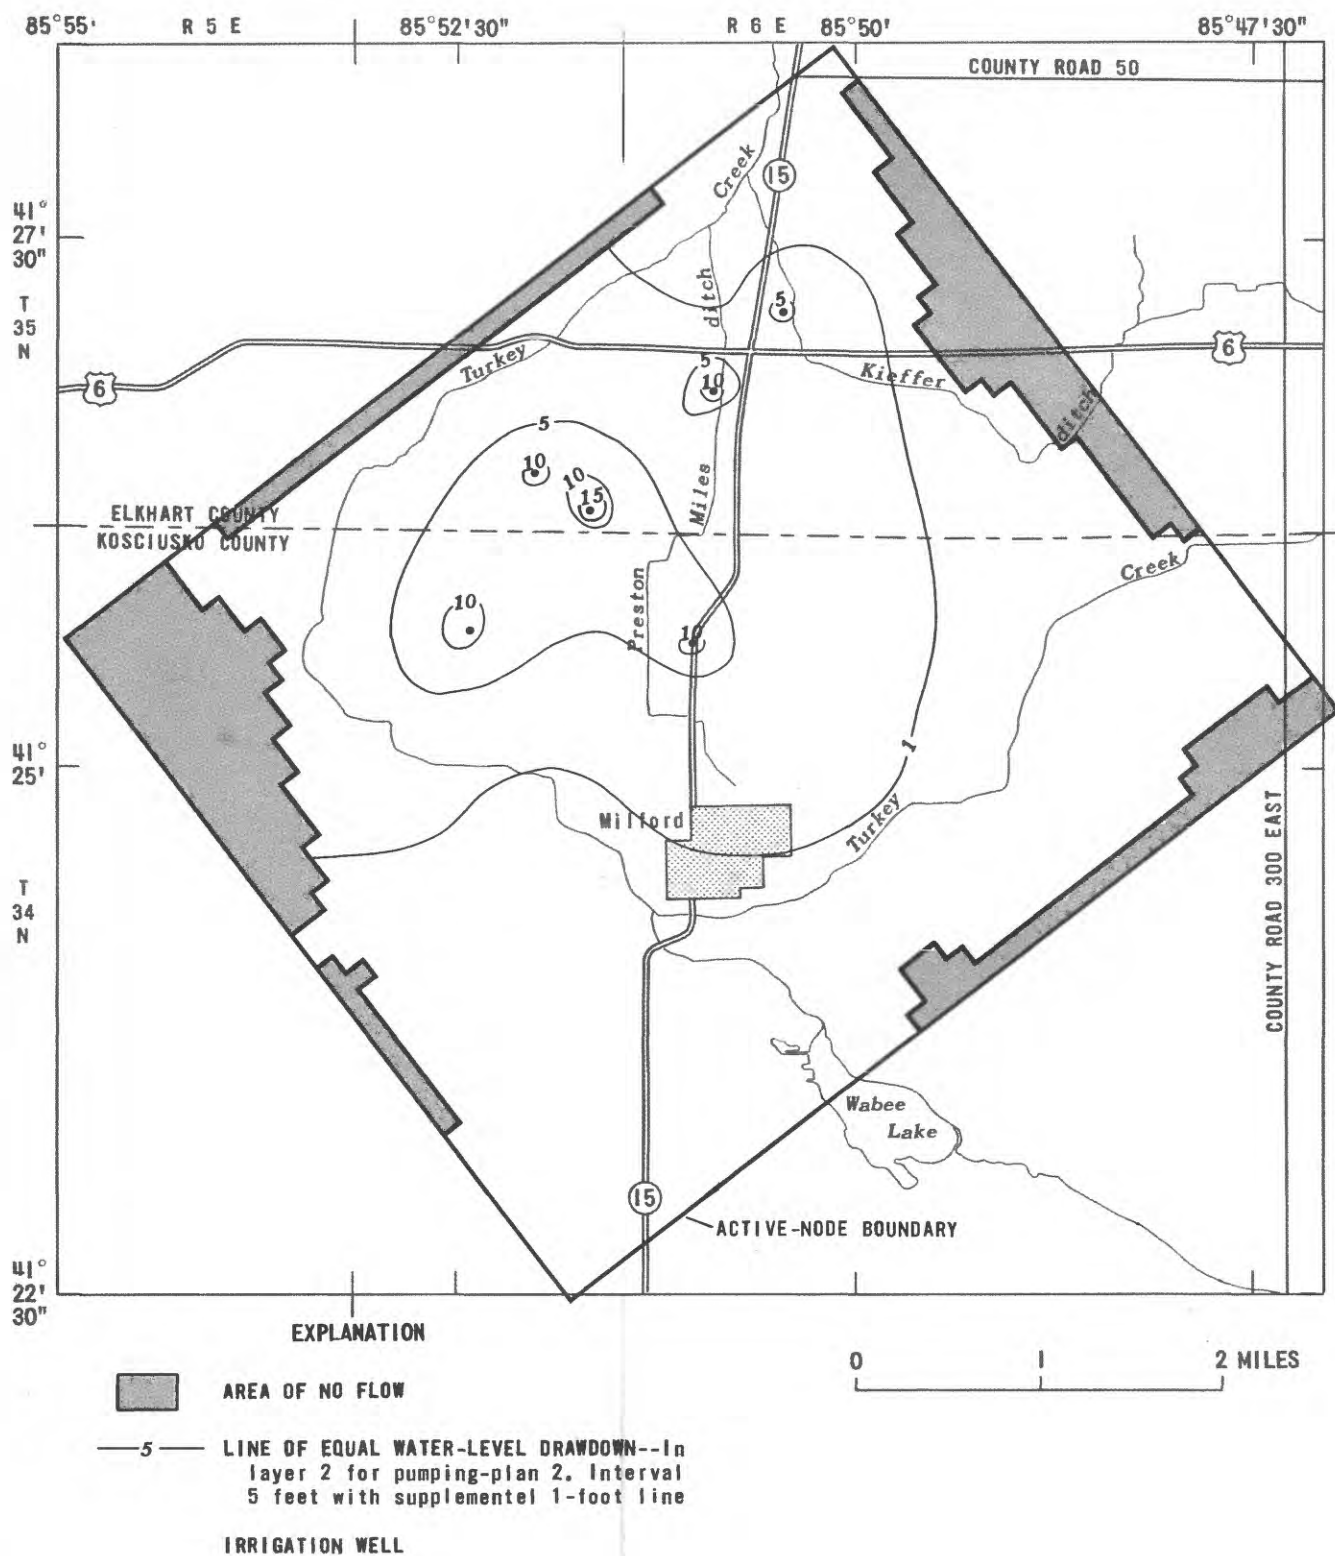 85°55' R 5 E 85°52'30" R 6 E 85°50' 85°47'30"
COUNTY ROAD 50
Creek
15
41°
27'
30"
T
35
N
ditch
5
6
Turkey
5
10
Kieffer
6
ditch
5
10
10
15
Miles
ELKHART COUNTY
KOSCIUSKO COUNTY
Creek
10
Preston
10
41°
25'
1
Milford
Turkey
COUNTY ROAD 300 EAST
T
34
N
Wabee
Lake
15
ACTIVE-NODE BOUNDARY
41°
22'
30"
EXPLANATION
0 1 2 MILES
AREA OF NO FLOW
5 LINE OF EQUAL WATER-LEVEL DRAWDOWN--In
layer 2 for pumping-plan 2. Interval
5 feet with supplementel 1-foot line
IRRIGATION WELL